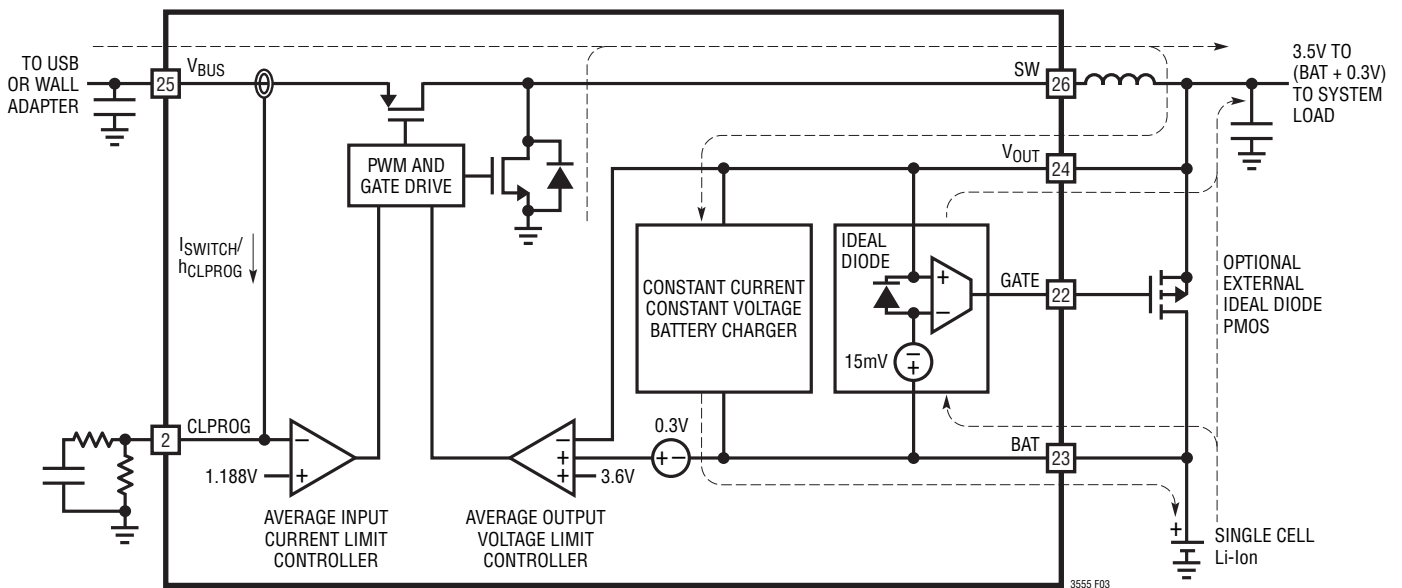 TO USB
OR WALL
ADAPTER
25
VBUS
SW
26
3.5V TO
(BAT + 0.3V)
TO SYSTEM
LOAD
PWM AND
GATE DRIVE
VOUT
24
ISWITCH/
hCLPROG
CONSTANT CURRENT
CONSTANT VOLTAGE
BATTERY CHARGER
IDEAL
DIODE
+
–
15mV
–
+
GATE
22
OPTIONAL
EXTERNAL
IDEAL DIODE
PMOS
2
CLPROG
–
1.188V
+
AVERAGE INPUT
CURRENT LIMIT
CONTROLLER
–
+
+
3.6V
0.3V
+ –
AVERAGE OUTPUT
VOLTAGE LIMIT
CONTROLLER
BAT
23
+
SINGLE CELL
Li-Ion
3555 F03